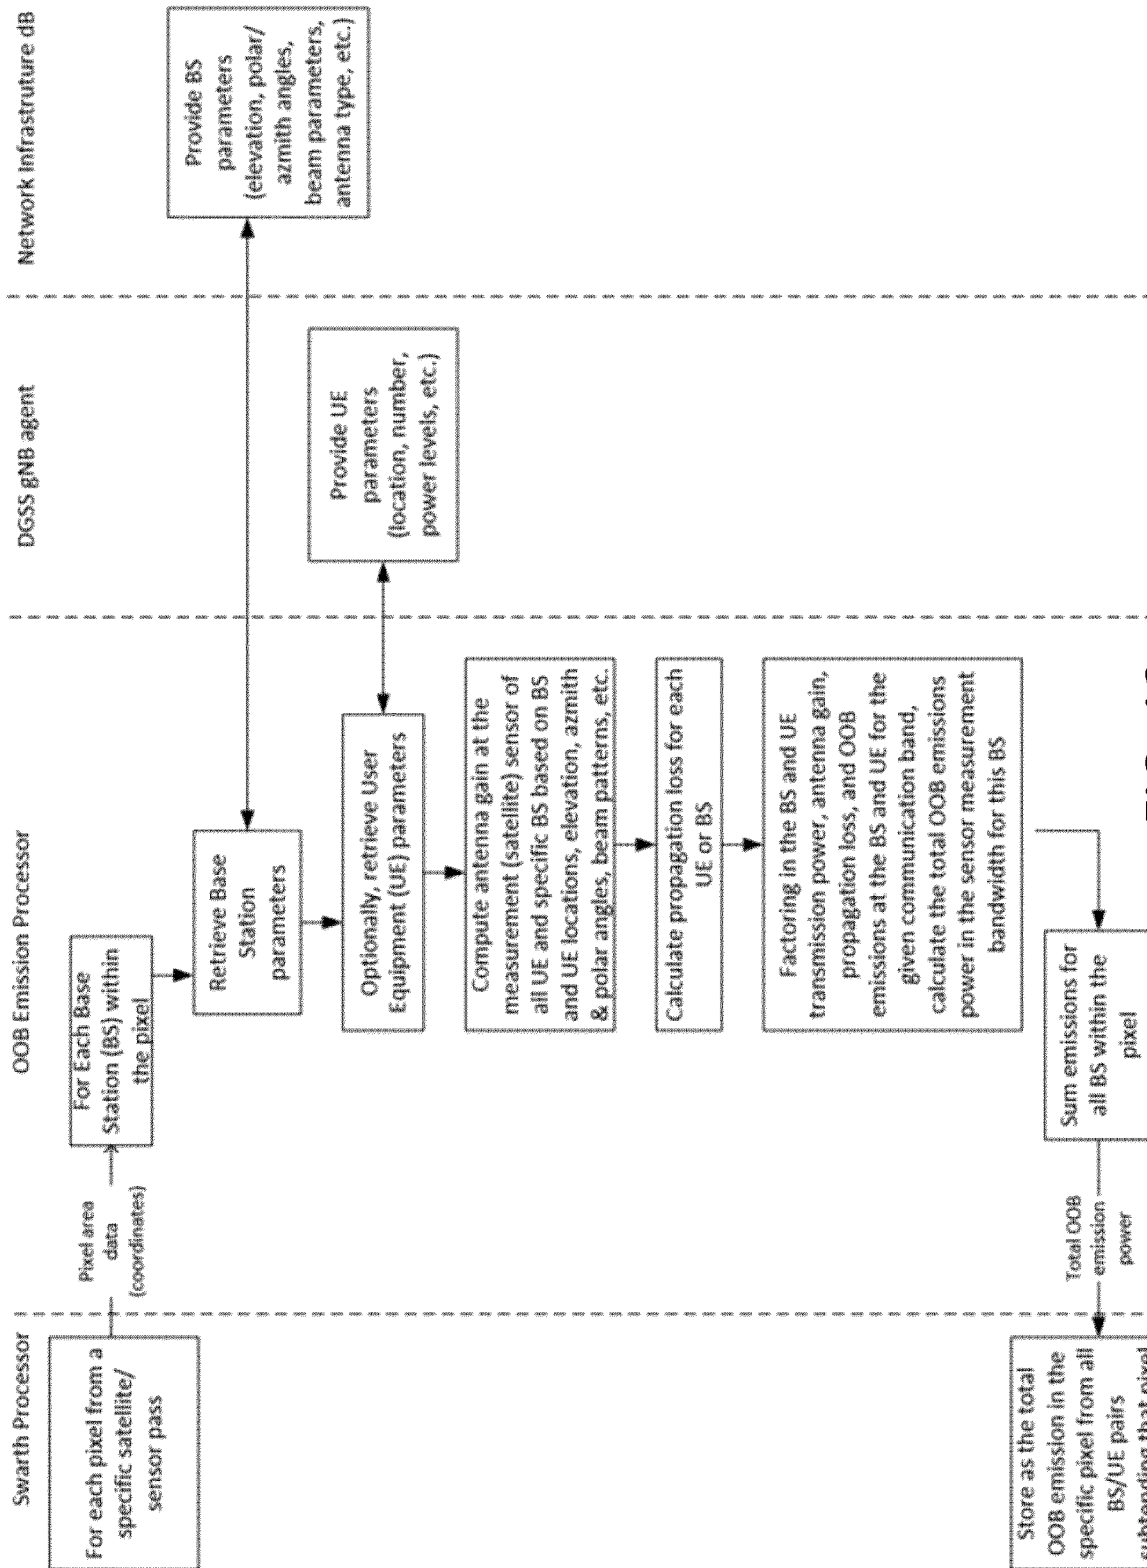 Swarth Processor
OOB Emission Processor
DGSS gNB agent
Network Infrastruture dB
For each pixel from a
specific satellite/
sensor pass
Pixel area
data
(coordinates)
For Each Base
Station (BS) within
the pixel
Retrieve Base
Station
parameters
Provide BS
parameters
(elevation, polar/
azmith angles,
beam parameters,
antenna type, etc.)
Optionally, retrieve User
Equipment (UE) parameters
Provide UE
parameters
(location, number,
power levels, etc.)
Compute antenna gain at the
measurement (satellite) sensor of
all UE and specific BS based on BS
and UE locations, elevation, azmith
& polar angles, beam patterns, etc.
Calculate propagation loss for each
UE or BS
Factoring in the BS and UE
transmission power, antenna gain,
propagation loss, and OOB
emissions at the BS and UE for the
given communication band,
calculate the total OOB emissions
power in the sensor measurement
bandwidth for this BS
Sum emissions for
all BS within the
pixel
Total OOB
emission
power
Store as the total
OOB emission in the
specific pixel from all
BS/UE pairs
subtending that pixel